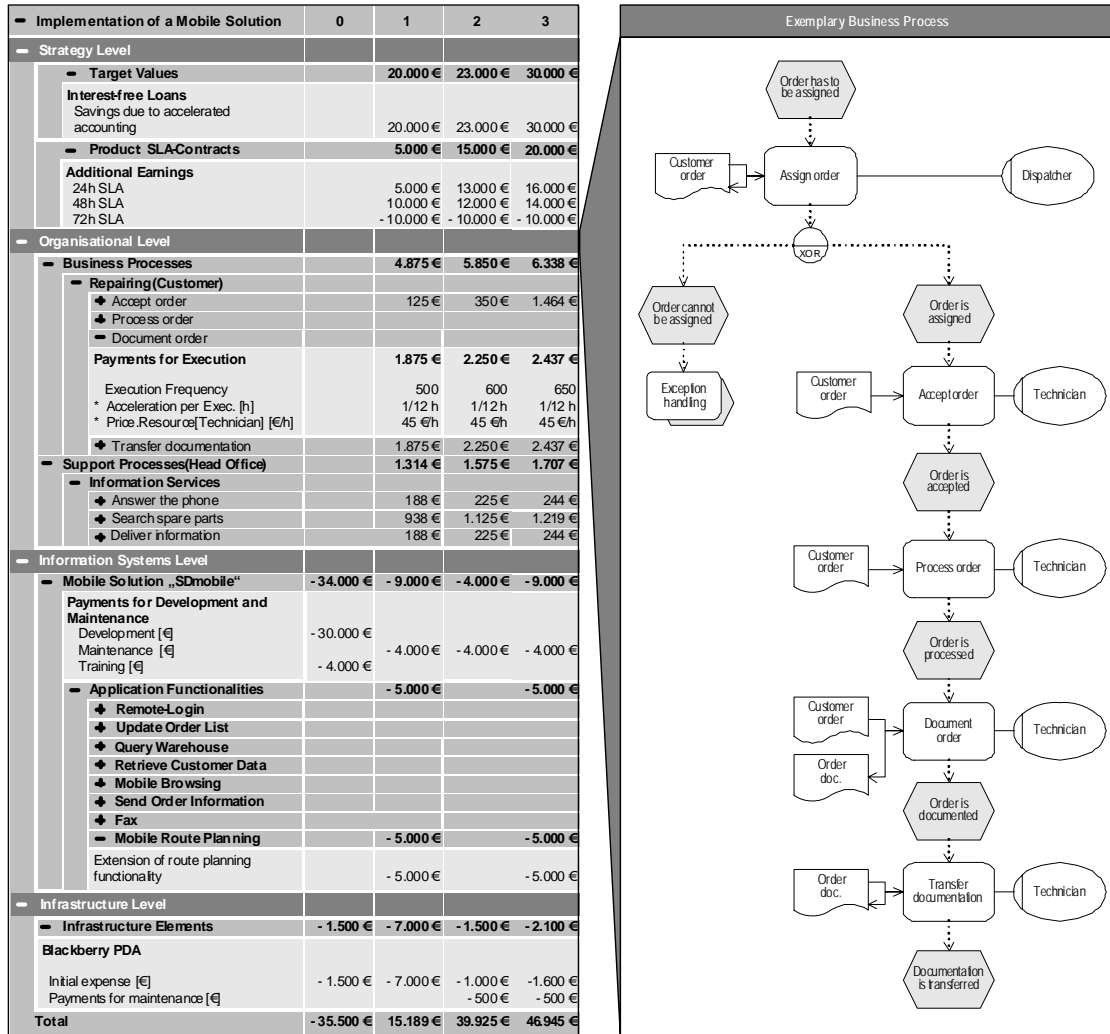 Implementation of a Mobile Solution 0 1 2 3
Strategy Level
Target Values 20.000 € 23.000 € 30.000 €
Interest-free Loans
Savings due to accelerated
accounting 20.000 € 23.000 € 30.000 €
Product SLA-Contracts 5.000 € 15.000 € 20.000 €
Additional Earnings
24h SLA 5.000 € 13.000 € 16.000 €
48h SLA 10.000 € 12.000 € 14.000 €
72h SLA - 10.000 € - 10.000 € - 10.000 €
Organisational Level
Business Processes 4.875 € 5.850 € 6.338 €
Repairing (Customer)
Accept order 125 € 350 € 1.464 €
Process order
Document order
Payments for Execution 1.875 € 2.250 € 2.437 €
Execution Frequency 500 600 650
* Acceleration per Exec. [h] 1/12 h 1/12 h 1/12 h
* Price.Resource[Technician] [€/h] 45 €/h 45 €/h 45 €/h
Transfer documentation 1.875 € 2.250 € 2.437 €
Support Processes (Head Office) 1.314 € 1.575 € 1.707 €
Information Services
Answer the phone 188 € 225 € 244 €
Search spare parts 938 € 1.125 € 1.219 €
Deliver information 188 € 225 € 244 €
Information Systems Level
Mobile Solution „SDmobile“ - 34.000 € - 9.000 € - 4.000 € - 9.000 €
Payments for Development and
Maintenance
Development [€] - 30.000 €
Maintenance [€] - 4.000 € - 4.000 € - 4.000 €
Training [€] - 4.000 €
Application Functionalities - 5.000 € - 5.000 €
Remote-Login
Update Order List
Query Warehouse
Retrieve Customer Data
Mobile Browsing
Send Order Information
Fax
Mobile Route Planning - 5.000 € - 5.000 €
Extension of route planning
functionality - 5.000 € - 5.000 €
Infrastructure Level
Infrastructure Elements - 1.500 € - 7.000 € - 1.500 € - 2.100 €
Blackberry PDA
Initial expense [€] - 1.500 € - 7.000 € - 1.000 € -1.600 €
Payments for maintenance [€] - 500 € - 500 €
Total - 35.500 € 15.189 € 39.925 € 46.945 €
Exemplary Business Process
Order has to
be assigned
Customer
order
Assign order
Dispatcher
XOR
Order cannot
be assigned
Order is
assigned
Exception
handling
Customer
order
Accept order
Technician
Order is
accepted
Customer
order
Process order
Technician
Order is
processed
Customer
order
Document
order
Technician
Order
doc.
Order is
documented
Order
doc.
Transfer
documentation
Technician
Documentation
is transferred